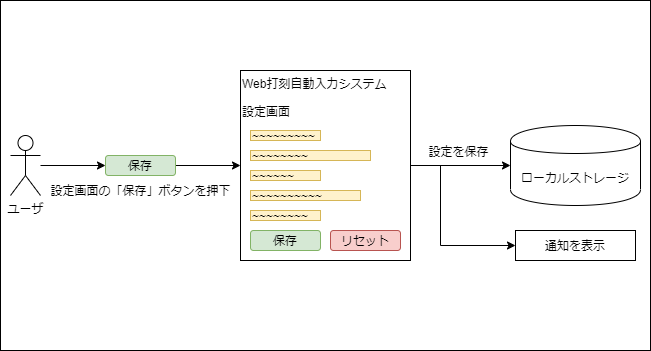 Web打刻自動入力システム
設定画面
~~~~~~~~~
~~~~~~~~
~~~~~~
~~~~~~~~~~
~~~~~~~~
保存
リセット
保存
設定画面の「保存」ボタンを押下
ユーザ
設定を保存
ローカルストレージ
通知を表示